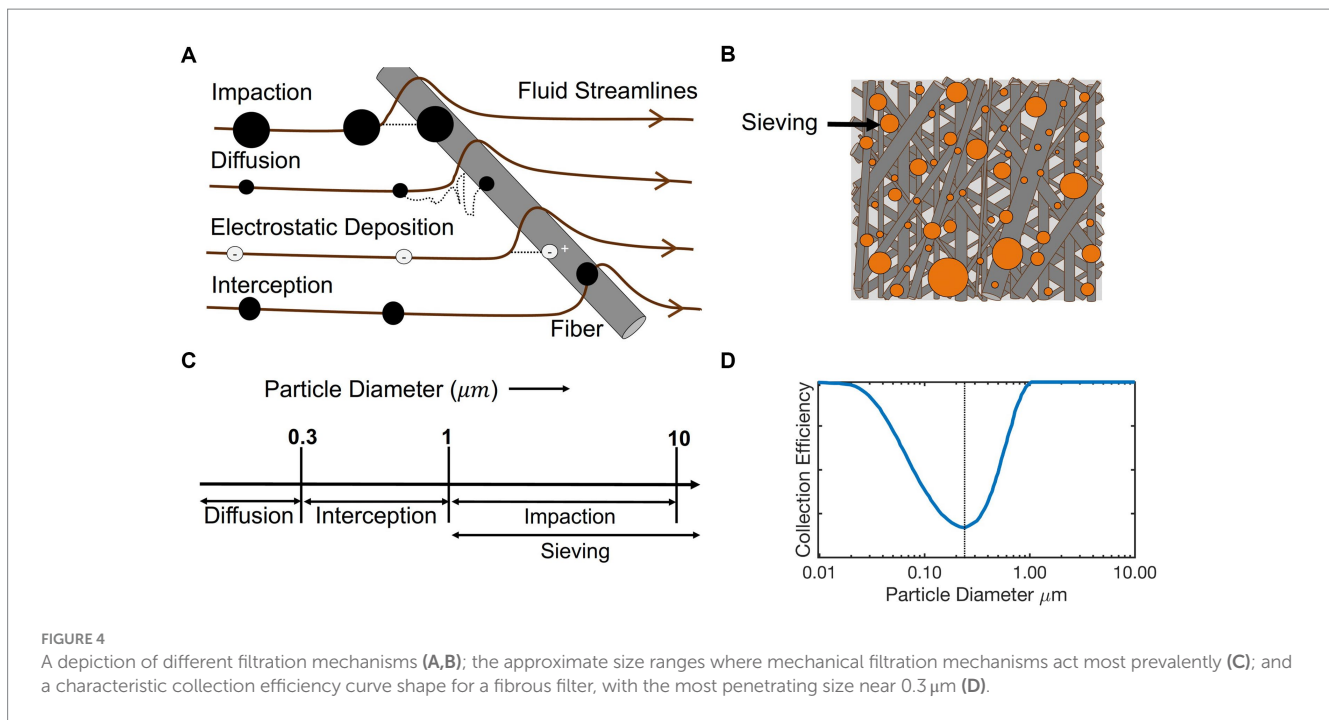 A
Impaction
Fluid Streamlines
Diffusion
Electrostatic Deposition
- - - +
Interception
Fiber
B
Sieving
C
Particle Diameter (μm)
0.3 1 10
Diffusion Interception Impaction
Sieving
D
Collection Efficiency
0.01 0.10 1.00 10.00
Particle Diameter μm
FIGURE 4
A depiction of different filtration mechanisms (A,B); the approximate size ranges where mechanical filtration mechanisms act most prevalently (C); and
a characteristic collection efficiency curve shape for a fibrous filter, with the most penetrating size near 0.3 μm (D).